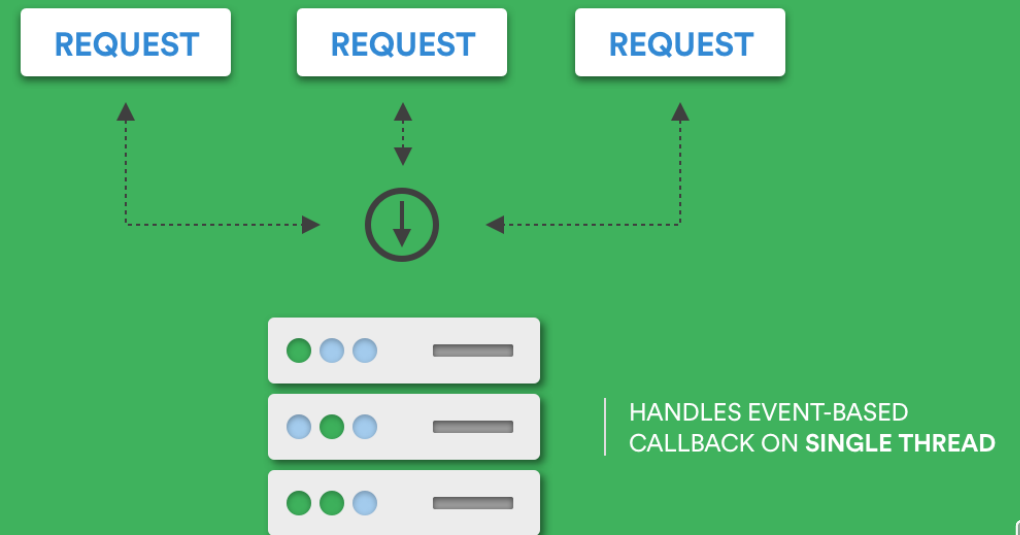 REQUEST
REQUEST
REQUEST
HANDLES EVENT-BASED
CALLBACK ON SINGLE THREAD